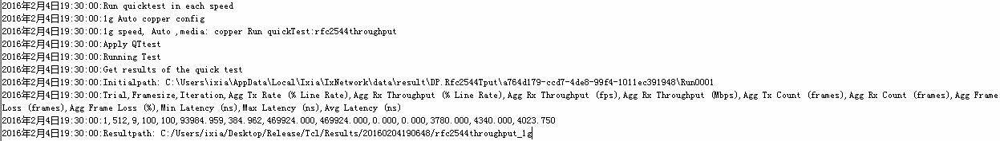 2016年2月4日19:30:00:Run quicktest in each speed
2016年2月4日19:30:00:1g Auto copper config
2016年2月4日19:30:00:1g speed, Auto ,media: copper Run quickTest:rfc2544throughput
2016年2月4日19:30:00:Apply QTtest
2016年2月4日19:30:00:Running Test
2016年2月4日19:30:00:Get results of the quick test
2016年2月4日19:30:00:Initialpath: C:\Users\ixia\AppData\Local\Ixia\IxNetwork\data\result\DP.Rfc2544Tput\a764d179-ccd7-4de8-99f4-1011ec391948\Run0001
2016年2月4日19:30:00:Trial,Framesize,Iteration,Agg Tx Rate (% Line Rate),Agg Rx Throughput (% Line Rate),Agg Rx Throughput (fps),Agg Rx Throughput (Mbps),Agg Tx Count (frames),Agg Rx Count (frames),Agg Frame
Loss (frames),Agg Frame Loss (%),Min Latency (ns),Max Latency (ns),Avg Latency (ns)
2016年2月4日19:30:00:1,512,9,100,100,93984.959,384.962,469924.000,469924.000,0.000,0.000,3780.000,4340.000,4023.750
2016年2月4日19:30:00:Resultpath: C:/Users/ixia/Desktop/Release/Tcl/Results/20160204190648/rfc2544throughput_1g